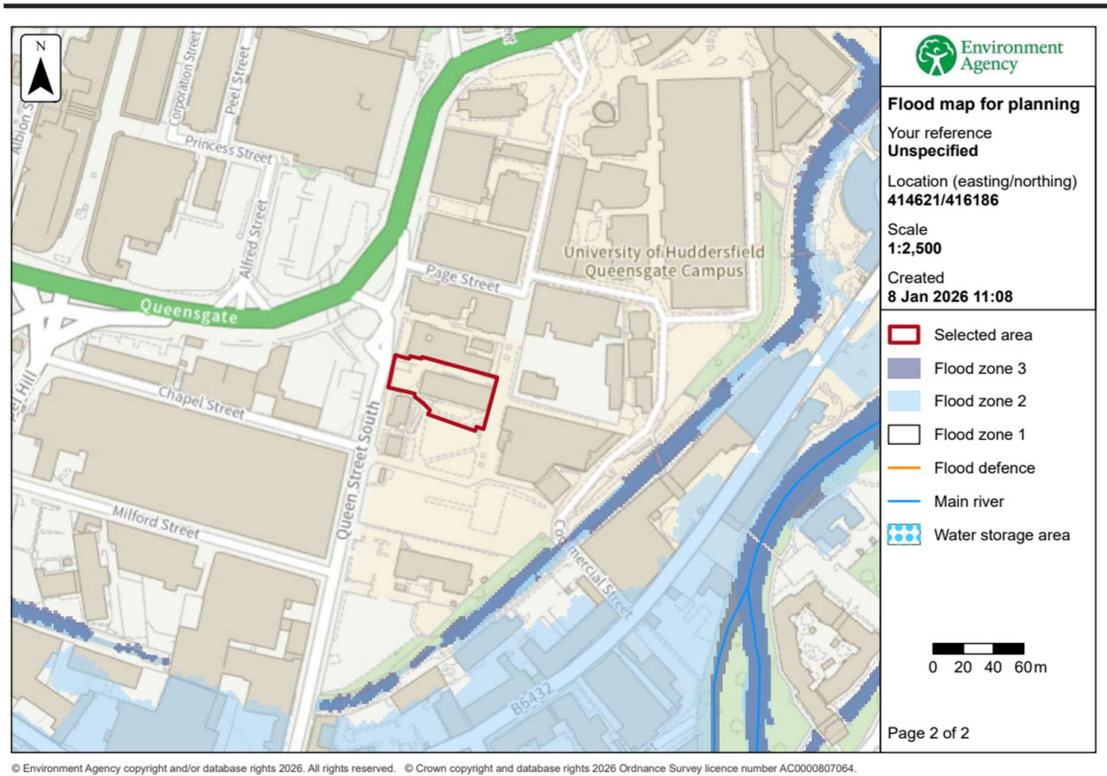 N
Corporation Street
Peel Street
Princess Street
Alfred Street
Queensgate
Page Street
University of Huddersfield
Queensgate Campus
Chapel Street
Queen Street South
Milford Street
Commercial Street
B6432
Environment
Agency
Flood map for planning
Your reference
Unspecified
Location (easting/northing)
414621/416186
Scale
1:2,500
Created
8 Jan 2026 11:08
Selected area
Flood zone 3
Flood zone 2
Flood zone 1
Flood defence
Main river
Water storage area
0 20 40 60m
Page 2 of 2
© Environment Agency copyright and/or database rights 2026. All rights reserved. © Crown copyright and database rights 2026 Ordnance Survey licence number AC0000807064.